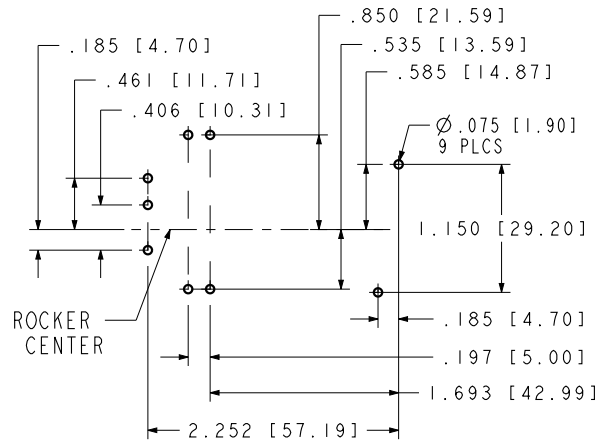 .850 [21.59]
.185 [4.70]
.535 [13.59]
.461 [11.71]
.585 [14.87]
.406 [10.31]
Ø.075 [1.90]
9 PLCS
1.150 [29.20]
ROCKER
CENTER
.185 [4.70]
.197 [5.00]
1.693 [42.99]
2.252 [57.19]